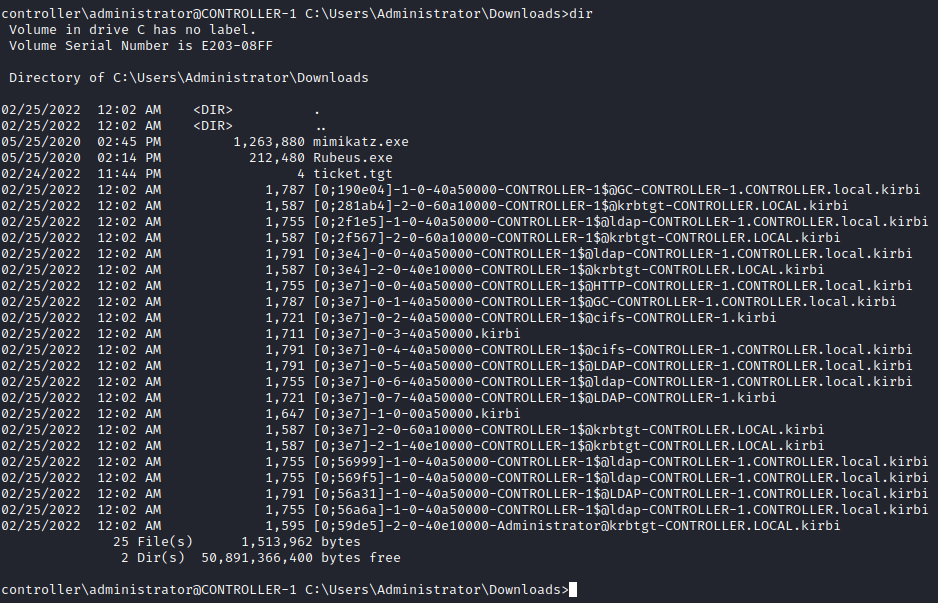 controller\administrator@CONTROLLER-1 C:\Users\Administrator\Downloads>dir
 Volume in drive C has no label.
 Volume Serial Number is E203-08FF

 Directory of C:\Users\Administrator\Downloads

02/25/2022  12:02 AM    <DIR>          .
02/25/2022  12:02 AM    <DIR>          ..
05/25/2020  02:45 PM         1,263,880 mimikatz.exe
05/25/2020  02:14 PM           212,480 Rubeus.exe
02/24/2022  11:44 PM                 4 ticket.tgt
02/25/2022  12:02 AM             1,787 [0;190e04]-1-0-40a50000-CONTROLLER-1$@GC-CONTROLLER-1.CONTROLLER.local.kirbi
02/25/2022  12:02 AM             1,587 [0;281ab4]-2-0-60a10000-CONTROLLER-1$@krbtgt-CONTROLLER.LOCAL.kirbi
02/25/2022  12:02 AM             1,755 [0;2f1e5]-1-0-40a50000-CONTROLLER-1$@ldap-CONTROLLER-1.CONTROLLER.local.kirbi
02/25/2022  12:02 AM             1,587 [0;2f567]-2-0-60a10000-CONTROLLER-1$@krbtgt-CONTROLLER.LOCAL.kirbi
02/25/2022  12:02 AM             1,791 [0;3e4]-0-0-40a50000-CONTROLLER-1$@ldap-CONTROLLER-1.CONTROLLER.local.kirbi
02/25/2022  12:02 AM             1,587 [0;3e4]-2-0-40e10000-CONTROLLER-1$@krbtgt-CONTROLLER.LOCAL.kirbi
02/25/2022  12:02 AM             1,755 [0;3e7]-0-0-40a50000-CONTROLLER-1$@HTTP-CONTROLLER-1.CONTROLLER.local.kirbi
02/25/2022  12:02 AM             1,787 [0;3e7]-0-1-40a50000-CONTROLLER-1$@GC-CONTROLLER-1.CONTROLLER.local.kirbi
02/25/2022  12:02 AM             1,721 [0;3e7]-0-2-40a50000-CONTROLLER-1$@cifs-CONTROLLER-1.kirbi
02/25/2022  12:02 AM             1,711 [0;3e7]-0-3-40a50000.kirbi
02/25/2022  12:02 AM             1,791 [0;3e7]-0-4-40a50000-CONTROLLER-1$@cifs-CONTROLLER-1.CONTROLLER.local.kirbi
02/25/2022  12:02 AM             1,791 [0;3e7]-0-5-40a50000-CONTROLLER-1$@LDAP-CONTROLLER-1.CONTROLLER.local.kirbi
02/25/2022  12:02 AM             1,755 [0;3e7]-0-6-40a50000-CONTROLLER-1$@ldap-CONTROLLER-1.CONTROLLER.local.kirbi
02/25/2022  12:02 AM             1,721 [0;3e7]-0-7-40a50000-CONTROLLER-1$@LDAP-CONTROLLER-1.kirbi
02/25/2022  12:02 AM             1,647 [0;3e7]-1-0-00a50000.kirbi
02/25/2022  12:02 AM             1,587 [0;3e7]-2-0-60a10000-CONTROLLER-1$@krbtgt-CONTROLLER.LOCAL.kirbi
02/25/2022  12:02 AM             1,587 [0;3e7]-2-1-40e10000-CONTROLLER-1$@krbtgt-CONTROLLER.LOCAL.kirbi
02/25/2022  12:02 AM             1,755 [0;56999]-1-0-40a50000-CONTROLLER-1$@ldap-CONTROLLER-1.CONTROLLER.local.kirbi
02/25/2022  12:02 AM             1,755 [0;569f5]-1-0-40a50000-CONTROLLER-1$@ldap-CONTROLLER-1.CONTROLLER.local.kirbi
02/25/2022  12:02 AM             1,791 [0;56a31]-1-0-40a50000-CONTROLLER-1$@LDAP-CONTROLLER-1.CONTROLLER.local.kirbi
02/25/2022  12:02 AM             1,755 [0;56a6a]-1-0-40a50000-CONTROLLER-1$@ldap-CONTROLLER-1.CONTROLLER.local.kirbi
02/25/2022  12:02 AM             1,595 [0;59de5]-2-0-40e10000-Administrator@krbtgt-CONTROLLER.LOCAL.kirbi
              25 File(s)      1,513,962 bytes
               2 Dir(s)  50,891,366,400 bytes free

controller\administrator@CONTROLLER-1 C:\Users\Administrator\Downloads>